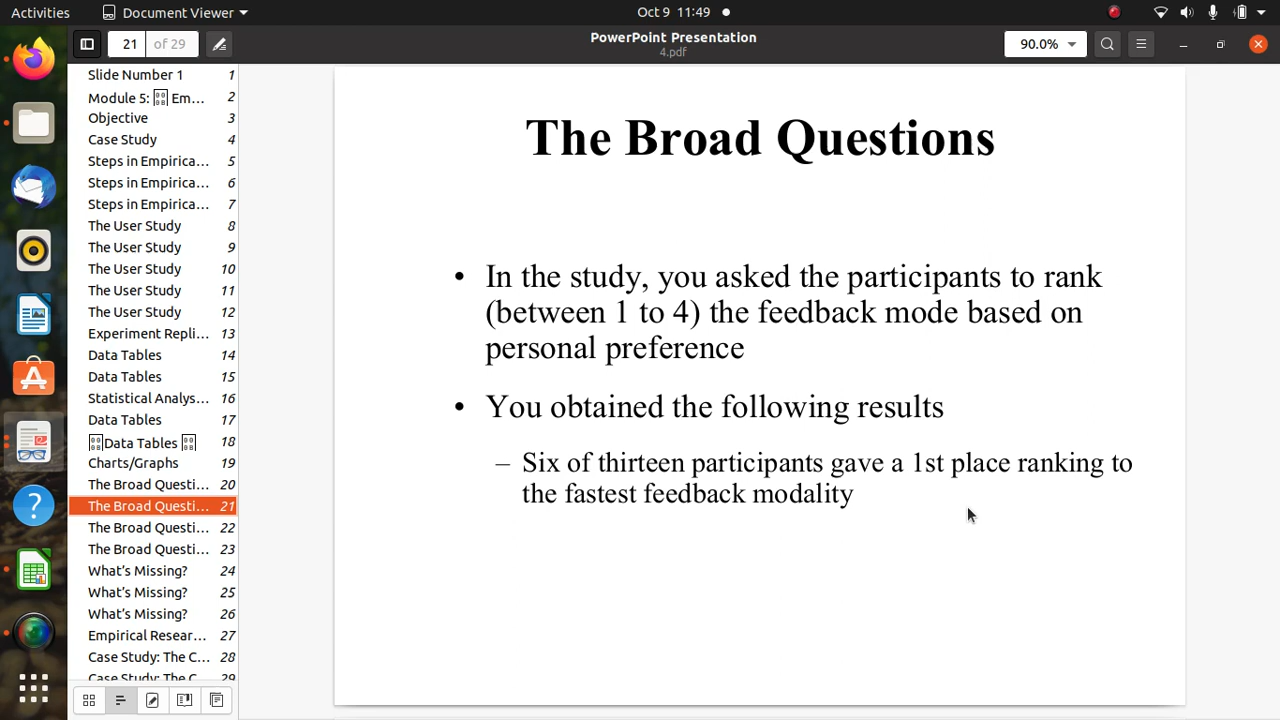 Activities
Document Viewer
Oct 9 11:49
21 of 29
PowerPoint Presentation
4.pdf
90.0%
Slide Number 1 1
Module 5: Em... 2
Objective 3
Case Study 4
Steps in Empirica... 5
Steps in Empirica... 6
Steps in Empirica... 7
The User Study 8
The User Study 9
The User Study 10
The User Study 11
The User Study 12
Experiment Repli... 13
Data Tables 14
Data Tables 15
Statistical Analys... 16
Data Tables 17
Data Tables 18
Charts/Graphs 19
The Broad Questi... 20
The Broad Questi... 21
The Broad Questi... 22
The Broad Questi... 23
What's Missing? 24
What's Missing? 25
What's Missing? 26
Empirical Resear... 27
Case Study: The C... 28
Case Study: The C... 29
The Broad Questions
• In the study, you asked the participants to rank
(between 1 to 4) the feedback mode based on
personal preference
• You obtained the following results
– Six of thirteen participants gave a 1st place ranking to
the fastest feedback modality